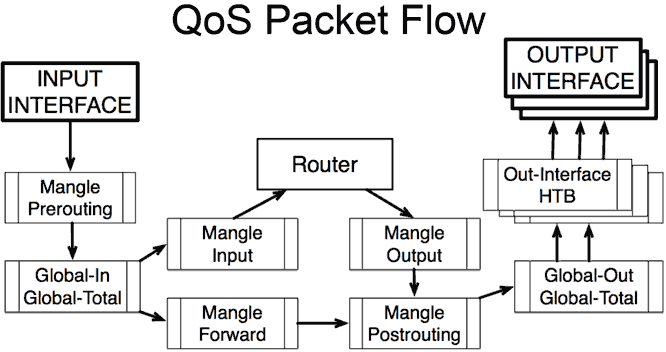 QoS Packet Flow
INPUT
INTERFACE
OUTPUT
INTERFACE
Router
Out-Interface
HTB
Mangle
Prerouting
Mangle
Input
Mangle
Output
Global-In
Global-Total
Global-Out
Global-Total
Mangle
Forward
Mangle
Postrouting